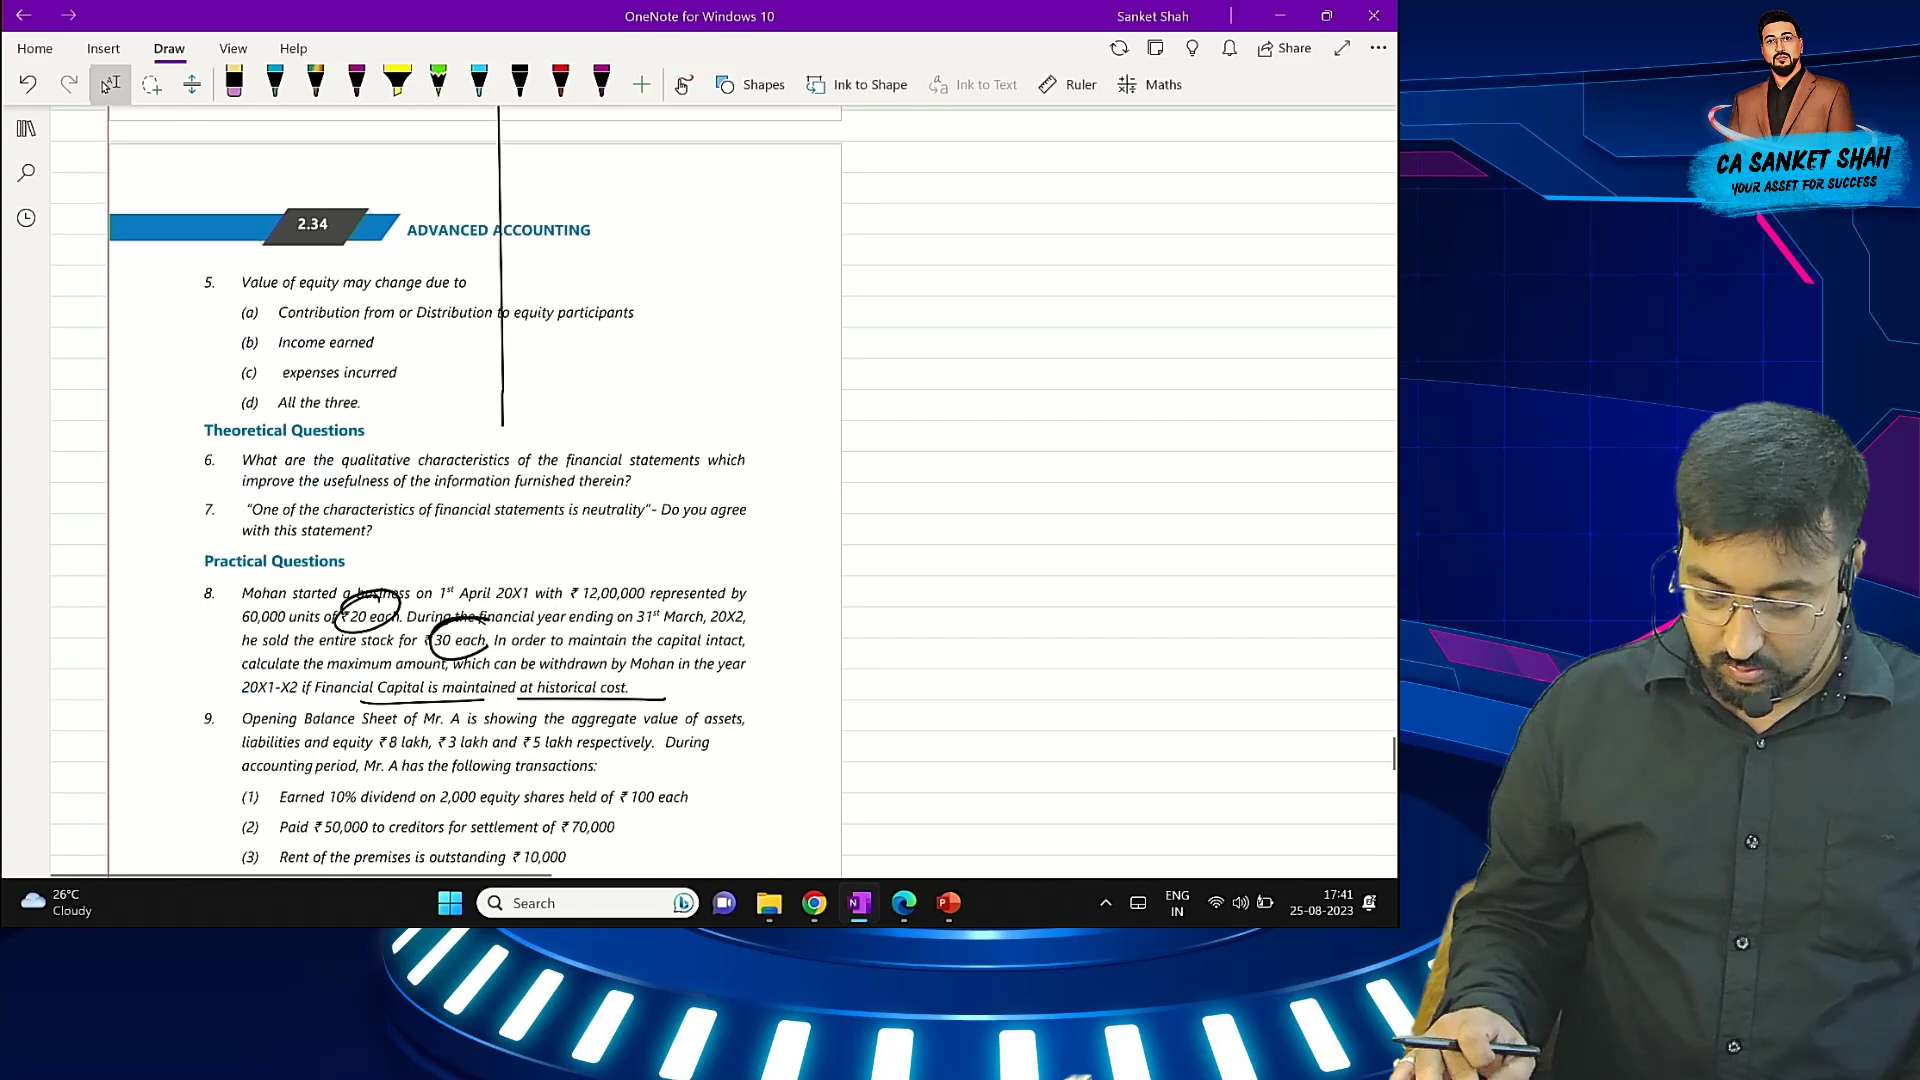 OneNote for Windows 10
Sanket Shah
Home Insert Draw View Help
Share
Shapes
Ink to Shape
Ink to Text
Ruler
Maths
CA SANKET SHAH
YOUR ASSET FOR SUCCESS
2.34
ADVANCED ACCOUNTING
5. Value of equity may change due to
(a) Contribution from or Distribution to equity participants
(b) Income earned
(c) expenses incurred
(d) All the three.
Theoretical Questions
6. What are the qualitative characteristics of the financial statements which
improve the usefulness of the information furnished therein?
7. "One of the characteristics of financial statements is neutrality"- Do you agree
with this statement?
Practical Questions
8. Mohan started a business on 1st April 20X1 with ₹ 12,00,000 represented by
60,000 units of ₹ 20 each. During the financial year ending on 31st March, 20X2,
he sold the entire stock for ₹ 30 each. In order to maintain the capital intact,
calculate the maximum amount, which can be withdrawn by Mohan in the year
20X1-X2 if Financial Capital is maintained at historical cost.
9. Opening Balance Sheet of Mr. A is showing the aggregate value of assets,
liabilities and equity ₹ 8 lakh, ₹ 3 lakh and ₹ 5 lakh respectively. During
accounting period, Mr. A has the following transactions:
(1) Earned 10% dividend on 2,000 equity shares held of ₹ 100 each
(2) Paid ₹ 50,000 to creditors for settlement of ₹ 70,000
(3) Rent of the premises is outstanding ₹ 10,000
26°C
Cloudy
Search
ENG
IN
17:41
25-08-2023